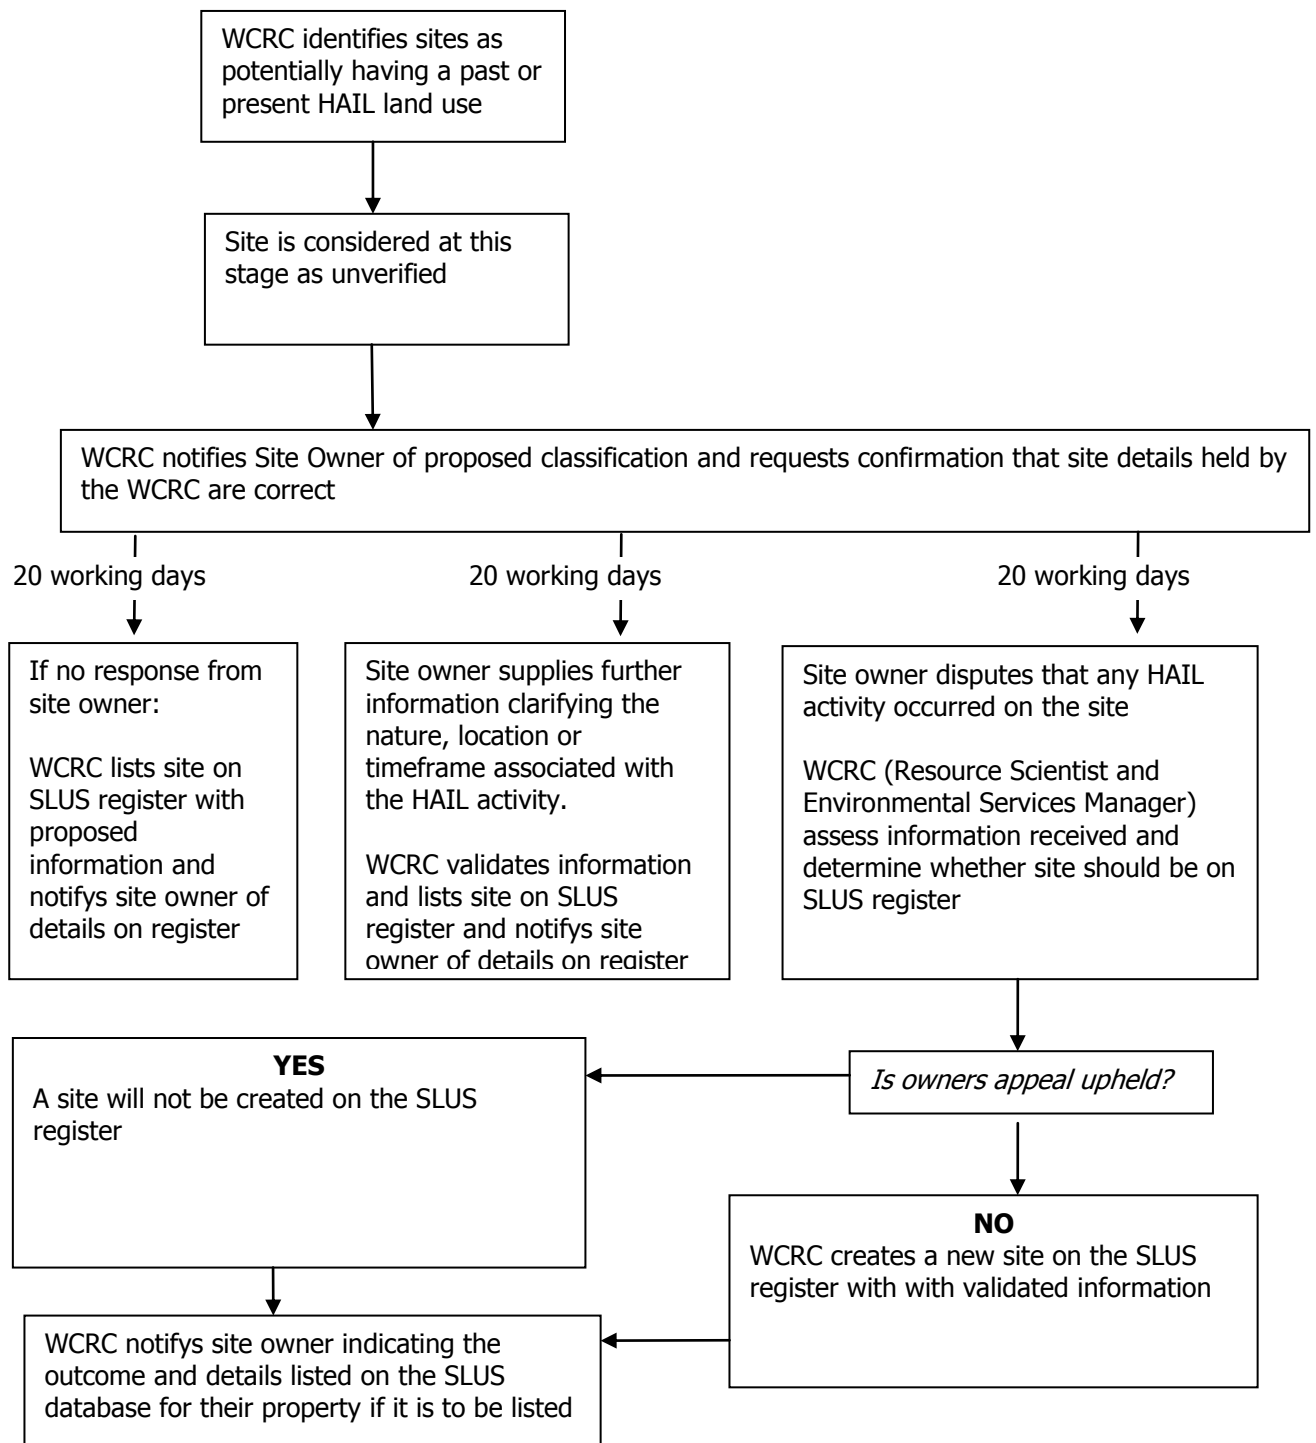 WCRC identifies sites as
potentially having a past or
present HAIL land use
Site is considered at this
stage as unverified
WCRC notifies Site Owner of proposed classification and requests confirmation that site details held by
the WCRC are correct
20 working days
20 working days
20 working days
If no response from
site owner:
WCRC lists site on
SLUS register with
proposed
information and
notifys site owner of
details on register
Site owner supplies further
information clarifying the
nature, location or
timeframe associated with
the HAIL activity.
WCRC validates information
and lists site on SLUS
register and notifys site
owner of details on register
Site owner disputes that any HAIL
activity occurred on the site
WCRC (Resource Scientist and
Environmental Services Manager)
assess information received and
determine whether site should be on
SLUS register
Is owners appeal upheld?
YES
A site will not be created on the SLUS
register
NO
WCRC creates a new site on the SLUS
register with with validated information
WCRC notifys site owner indicating the
outcome and details listed on the SLUS
database for their property if it is to be listed